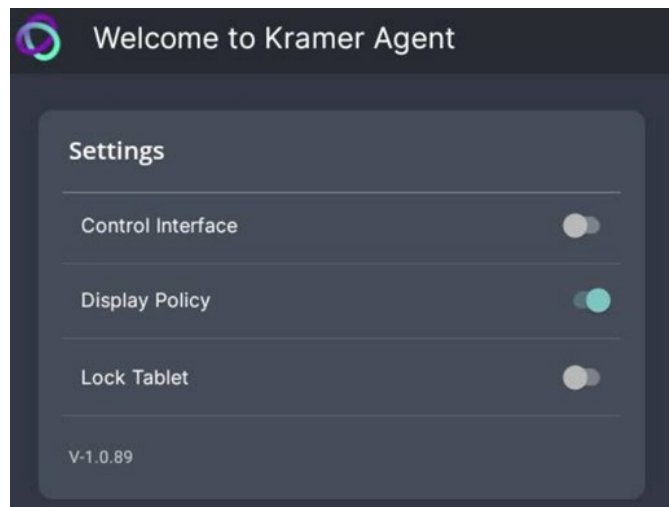 Welcome to Kramer Agent
Settings
Control Interface
Display Policy
Lock Tablet
V-1.0.89